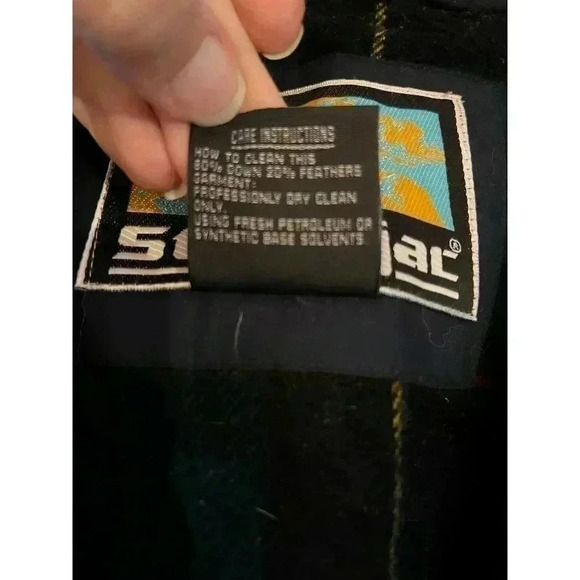 CARE INSTRUCTIONS
HOW TO CLEAN THIS
80% DOWN 20% FEATHERS
GARMENT:
PROFESSIONLY DRY CLEAN
ONLY.
USING FRESH PETROLEUM OR
SYNTHETIC BASE SOLVENTS.
®